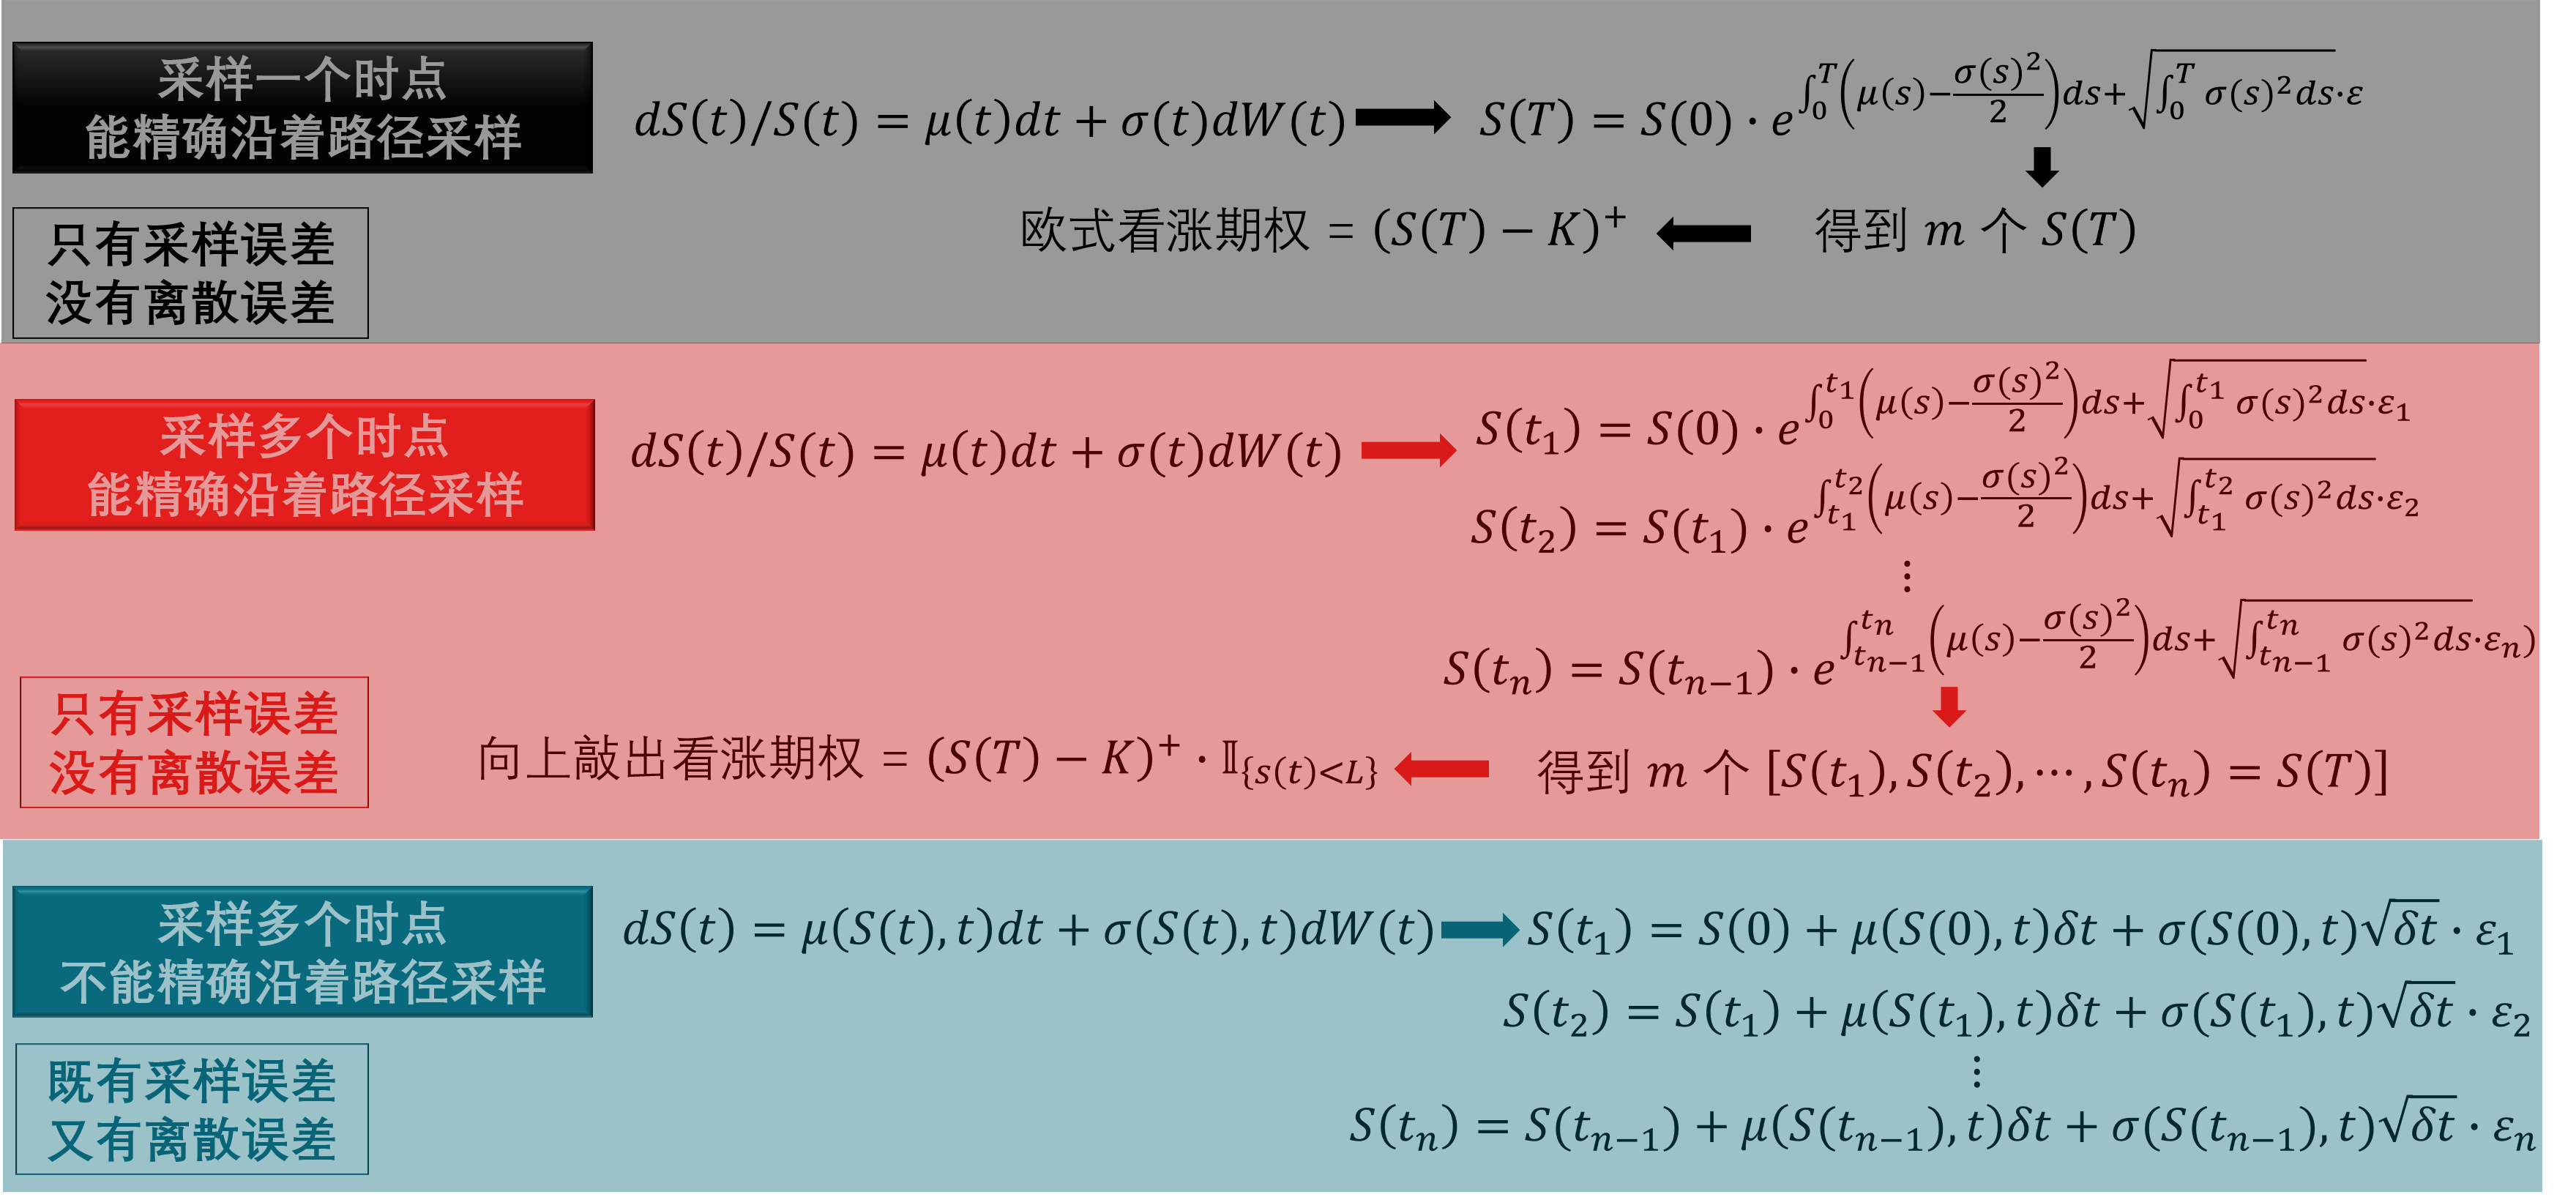 采样一个时点
能精确沿着路径采样
dS(t)/S(t) = μ(t)dt + σ(t)dW(t)
S(T) = S(0) · e^{∫_0^T (μ(s)−\frac{σ(s)^2}{2})ds+√{∫_0^T σ(s)^2 ds}·ε}
只有采样误差
没有离散误差
欧式看涨期权 = (S(T) − K)^+
得到 m 个 S(T)
采样多个时点
能精确沿着路径采样
dS(t)/S(t) = μ(t)dt + σ(t)dW(t)
S(t_1) = S(0) · e^{∫_0^{t_1} (μ(s)−\frac{σ(s)^2}{2})ds+√{∫_0^{t_1} σ(s)^2 ds}·ε_1}
S(t_2) = S(t_1) · e^{∫_{t_1}^{t_2} (μ(s)−\frac{σ(s)^2}{2})ds+√{∫_{t_1}^{t_2} σ(s)^2 ds}·ε_2}
⋮
S(t_n) = S(t_{n−1}) · e^{∫_{t_{n−1}}^{t_n} (μ(s)−\frac{σ(s)^2}{2})ds+√{∫_{t_{n−1}}^{t_n} σ(s)^2 ds}·ε_n)}
只有采样误差
没有离散误差
向上敲出看涨期权 = (S(T) − K)^+ · 𝕀_{s(t)<L}
得到 m 个 [S(t_1), S(t_2), ⋯, S(t_n) = S(T)]
采样多个时点
不能精确沿着路径采样
dS(t) = μ(S(t), t)dt + σ(S(t), t)dW(t)
S(t_1) = S(0) + μ(S(0), t)δt + σ(S(0), t)√{δt} · ε_1
S(t_2) = S(t_1) + μ(S(t_1), t)δt + σ(S(t_1), t)√{δt} · ε_2
⋮
S(t_n) = S(t_{n−1}) + μ(S(t_{n−1}), t)δt + σ(S(t_{n−1}), t)√{δt} · ε_n
既有采样误差
又有离散误差